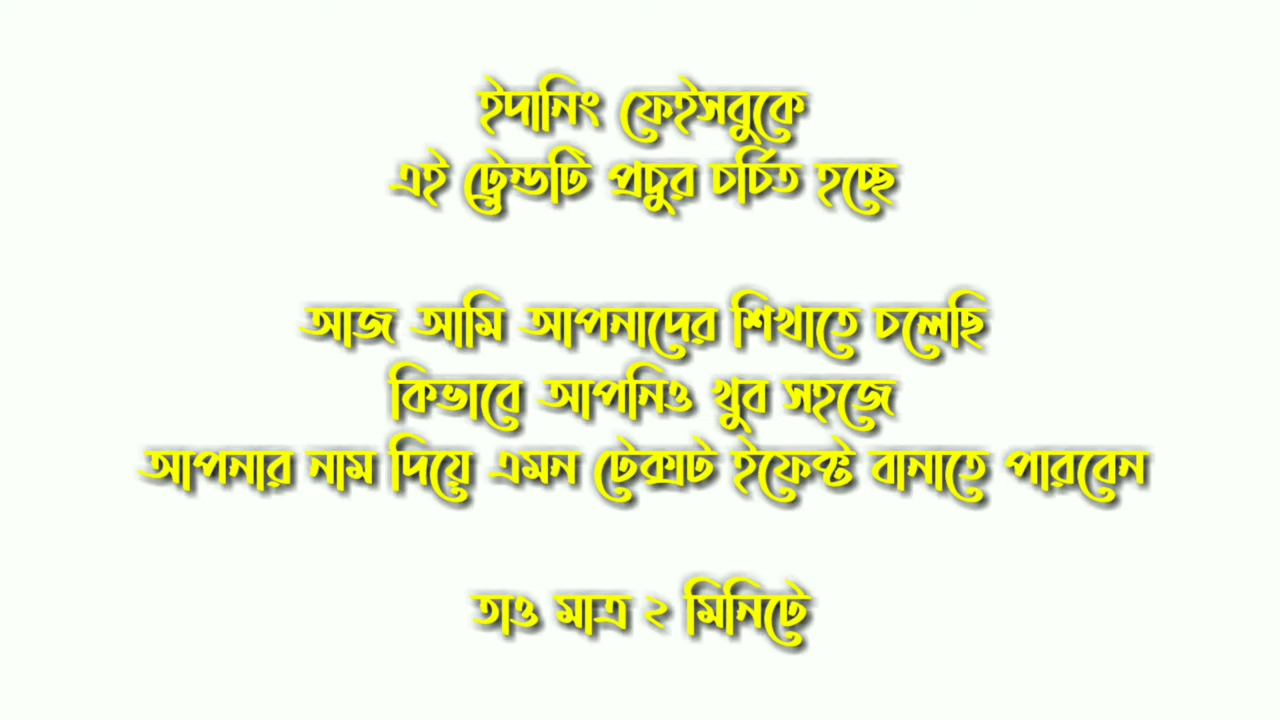 ইদানিং ফেইসবুকে
এই ট্রেন্ডটি প্রচুর চর্চিত হচ্ছে
আজ আমি আপনাদের শিখাতে চলেছি
কিভাবে আপনিও খুব সহজে
আপনার নাম দিয়ে এমন টেক্সট ইফেক্ট বানাতে পারবেন
তাও মাত্র ২ মিনিটে